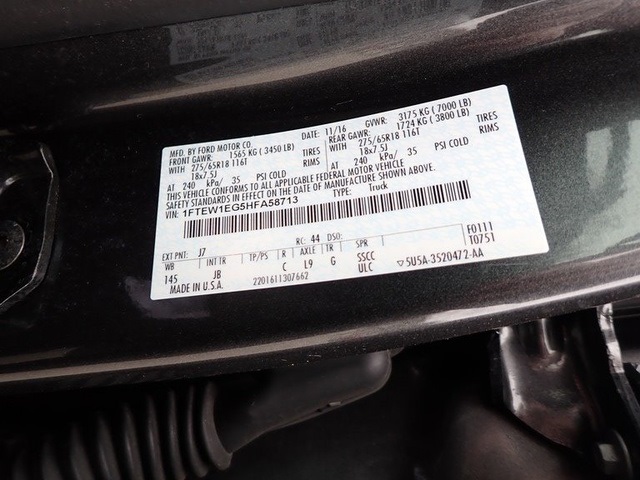 MFD. BY FORD MOTOR CO. DATE: 11/16 GVWR: 3175 KG ( 7000 LB)
FRONT GAWR: 1565 KG ( 3450 LB) REAR GAWR: 1724 KG ( 3800 LB)
WITH 275/65R18 116T TIRES WITH 275/65R18 116T TIRES
18x7.5J RIMS 18x7.5J RIMS
AT 240 kPa/ 35 PSI COLD AT 240 kPa/ 35 PSI COLD
THIS VEHICLE CONFORMS TO ALL APPLICABLE FEDERAL MOTOR VEHICLE
SAFETY STANDARDS IN EFFECT ON THE DATE OF MANUFACTURE SHOWN ABOVE.
VIN: 1FTEW1EG5HFA58713 TYPE: Truck
F0111
10751
EXT PNT: J7 RC: 44 DSO:
WB INT TR TP/PS R AXLE TR SPR
145 JB C L9 G SSCC
ULC
MADE IN U.S.A. 2201611307662 ▽5U5A-3520472-AA